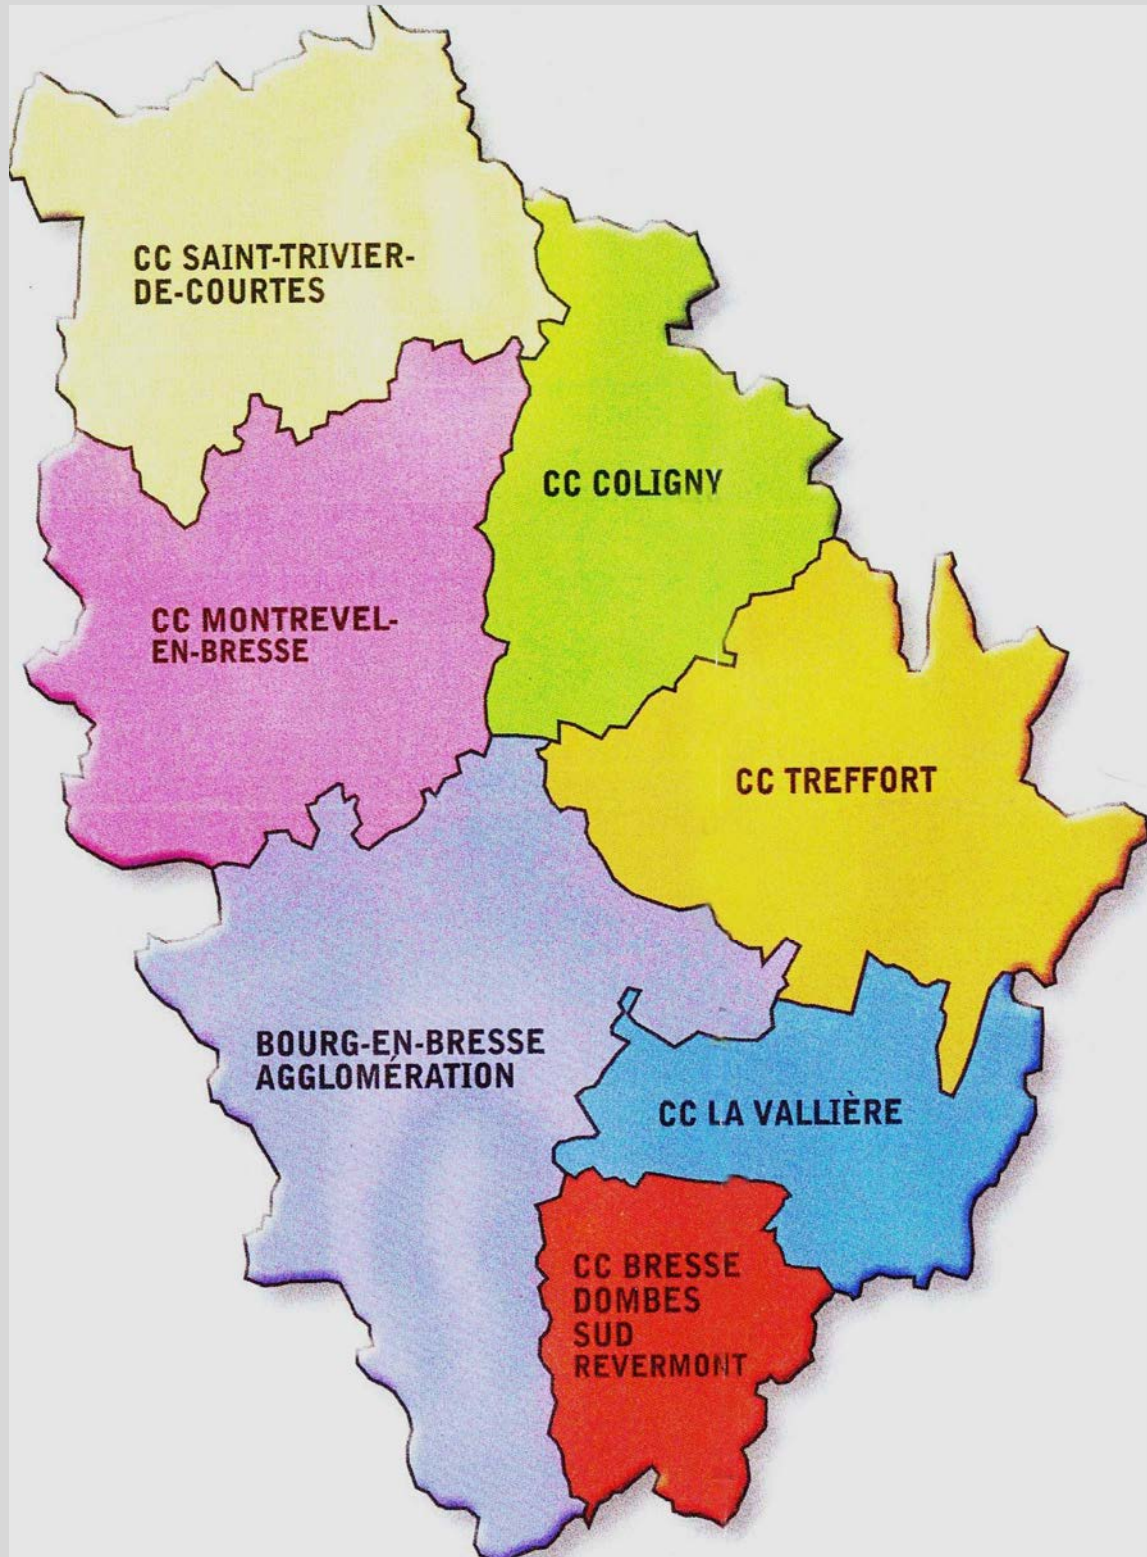 CC SAINT-TRIVIER-
DE-COURTES
CC COLIGNY
CC MONTREVEL-
EN-BRESSE
CC TREFFORT
BOURG-EN-BRESSE
AGGLOMÉRATION
CC LA VALLIÈRE
CC BRESSE
DOMBES
SUD
REVERMONT